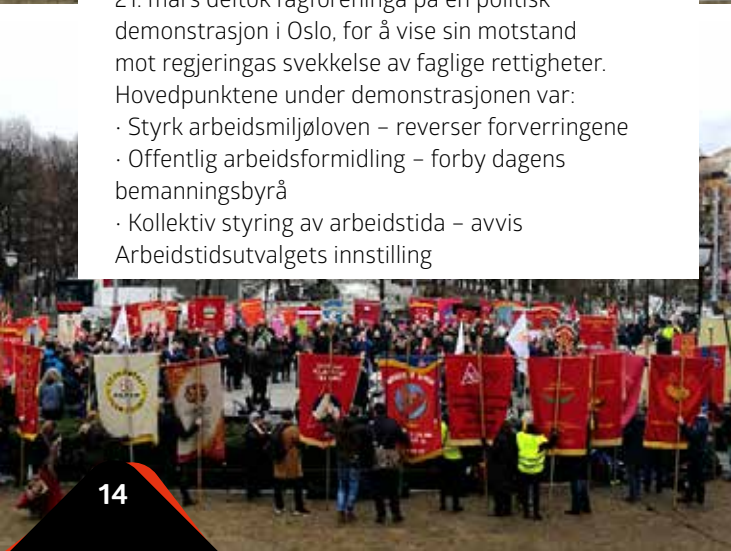 21. mars deltok fagforeninga på en politisk
demonstrasjon i Oslo, for å vise sin motstand
mot regjeringas svekkelse av faglige rettigheter.
Hovedpunktene under demonstrasjonen var:
· Styrk arbeidsmiljøloven – reverser forverringene
· Offentlig arbeidsformidling – forby dagens
bemanningsbyrå
· Kollektiv styring av arbeidstida – avvis
Arbeidstidsutvalgets innstilling
14